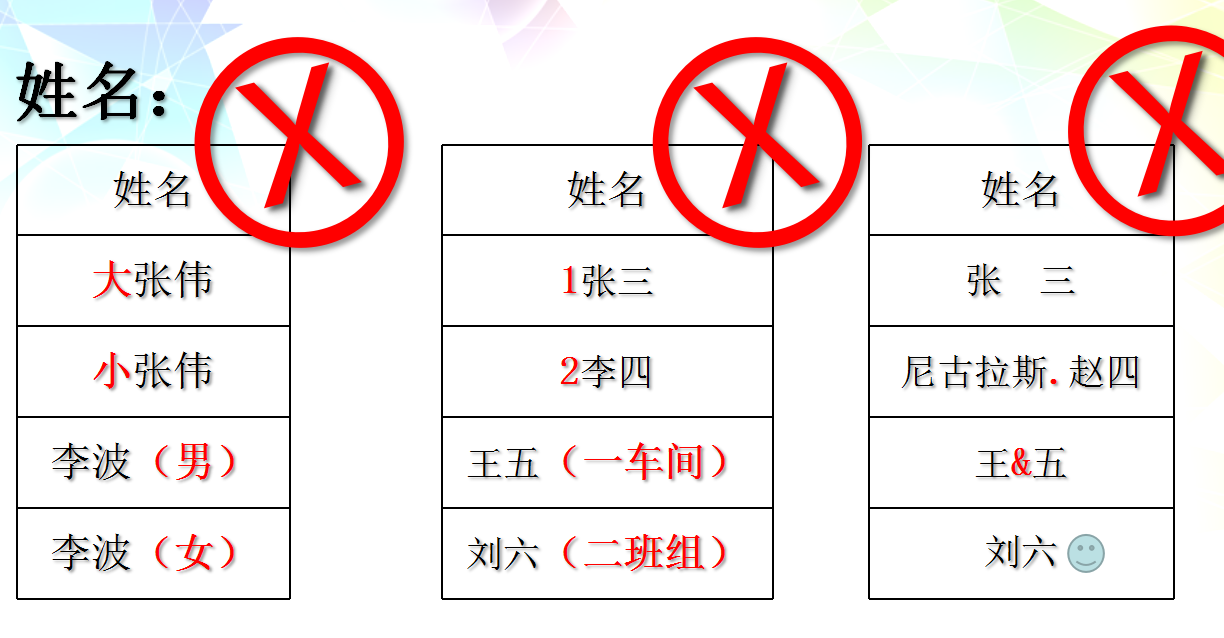 姓名：
姓名
大张伟
小张伟
李波（男）
李波（女）
姓名
1张三
2李四
王五（一车间）
刘六（二班组）
姓名
张　三
尼古拉斯.赵四
王&五
刘六